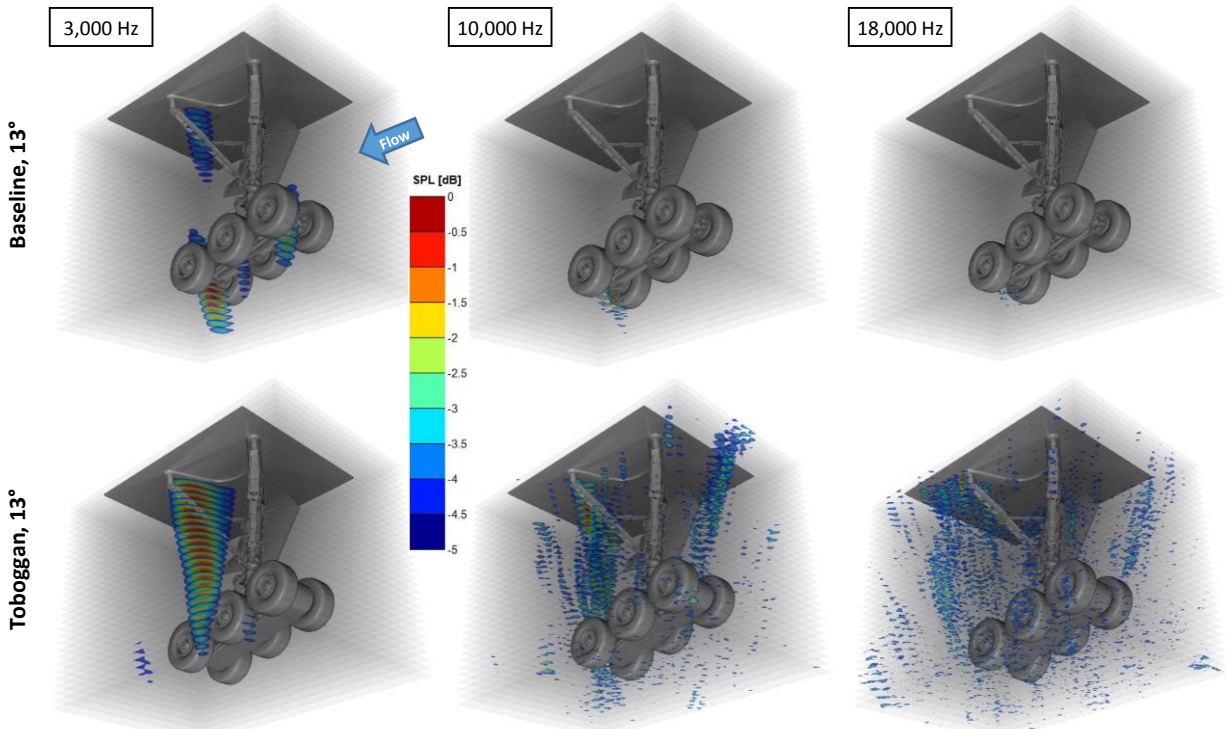 3,000 Hz
10,000 Hz
18,000 Hz
Baseline, 13°
Flow
SPL [dB]
0
-0.5
-1
-1.5
-2
-2.5
-3
-3.5
-4
-4.5
-5
Toboggan, 13°